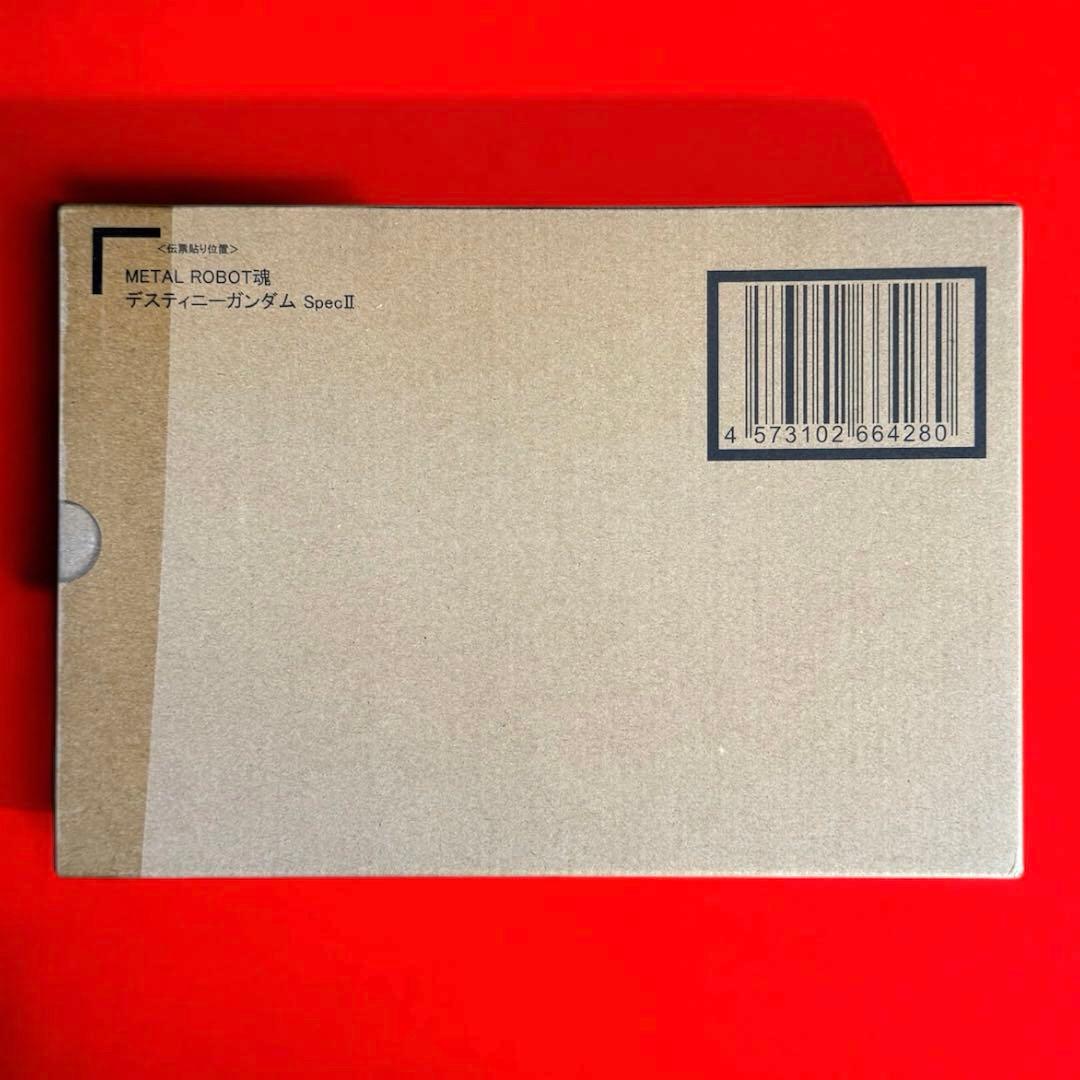 <伝票貼り位置>
METAL ROBOT魂
デスティニーガンダム SpecⅡ
4 573102 664280